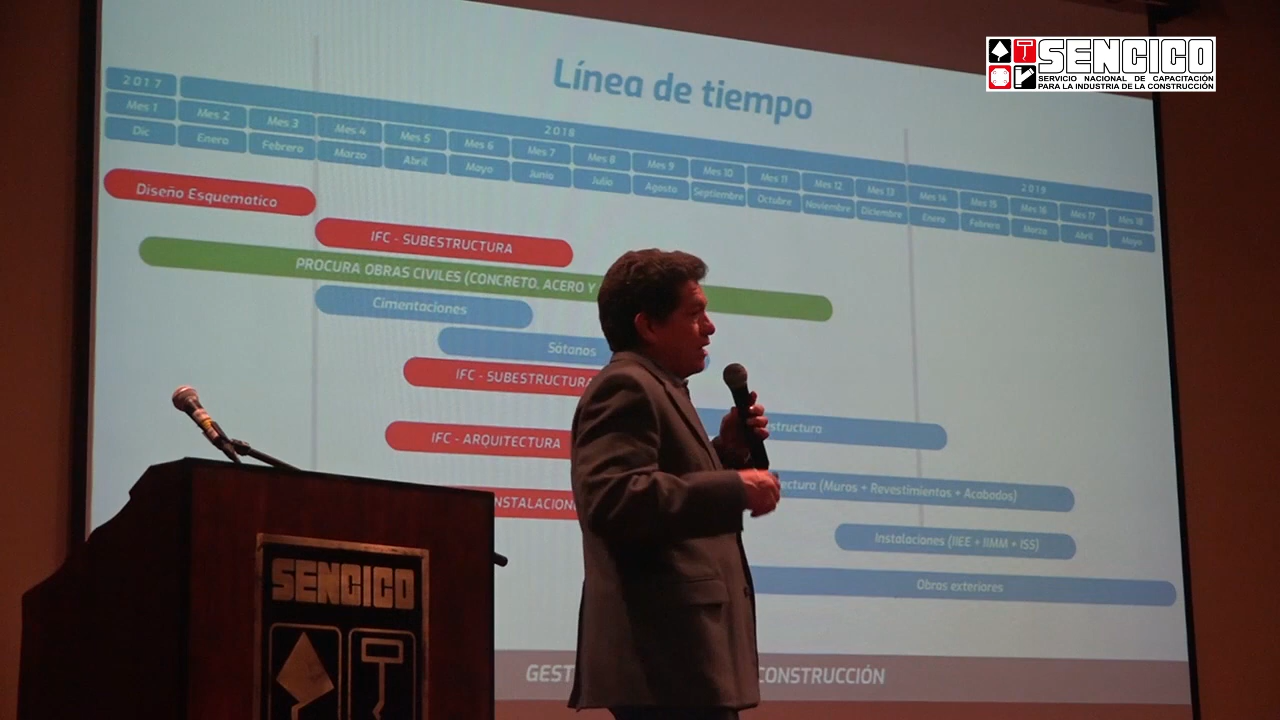 SENCICO
SERVICIO NACIONAL DE CAPACITACIÓN
PARA LA INDUSTRIA DE LA CONSTRUCCIÓN
Línea de tiempo
2017
2018
2019
Mes 1 Mes 2 Mes 3 Mes 4 Mes 5 Mes 6 Mes 7 Mes 8 Mes 9 Mes 10 Mes 11 Mes 12 Mes 13 Mes 14 Mes 15 Mes 16 Mes 17 Mes 18
Dic Enero Febrero Marzo Abril Mayo Junio Julio Agosto Septiembre Octubre Noviembre Diciembre Enero Febrero Marzo Abril Mayo
Diseño Esquematico
IFC - SUBESTRUCTURA
PROCURA OBRAS CIVILES (CONCRETO, ACERO Y
Cimentaciones
Sótanos
IFC - SUBESTRUCTURA
structura
IFC - ARQUITECTURA
ectura (Muros + Revestimientos + Acabados)
NSTALACION
Instalaciones (IIEE + IIMM + ISS)
Obras exteriores
GEST CONSTRUCCIÓN
SENCICO